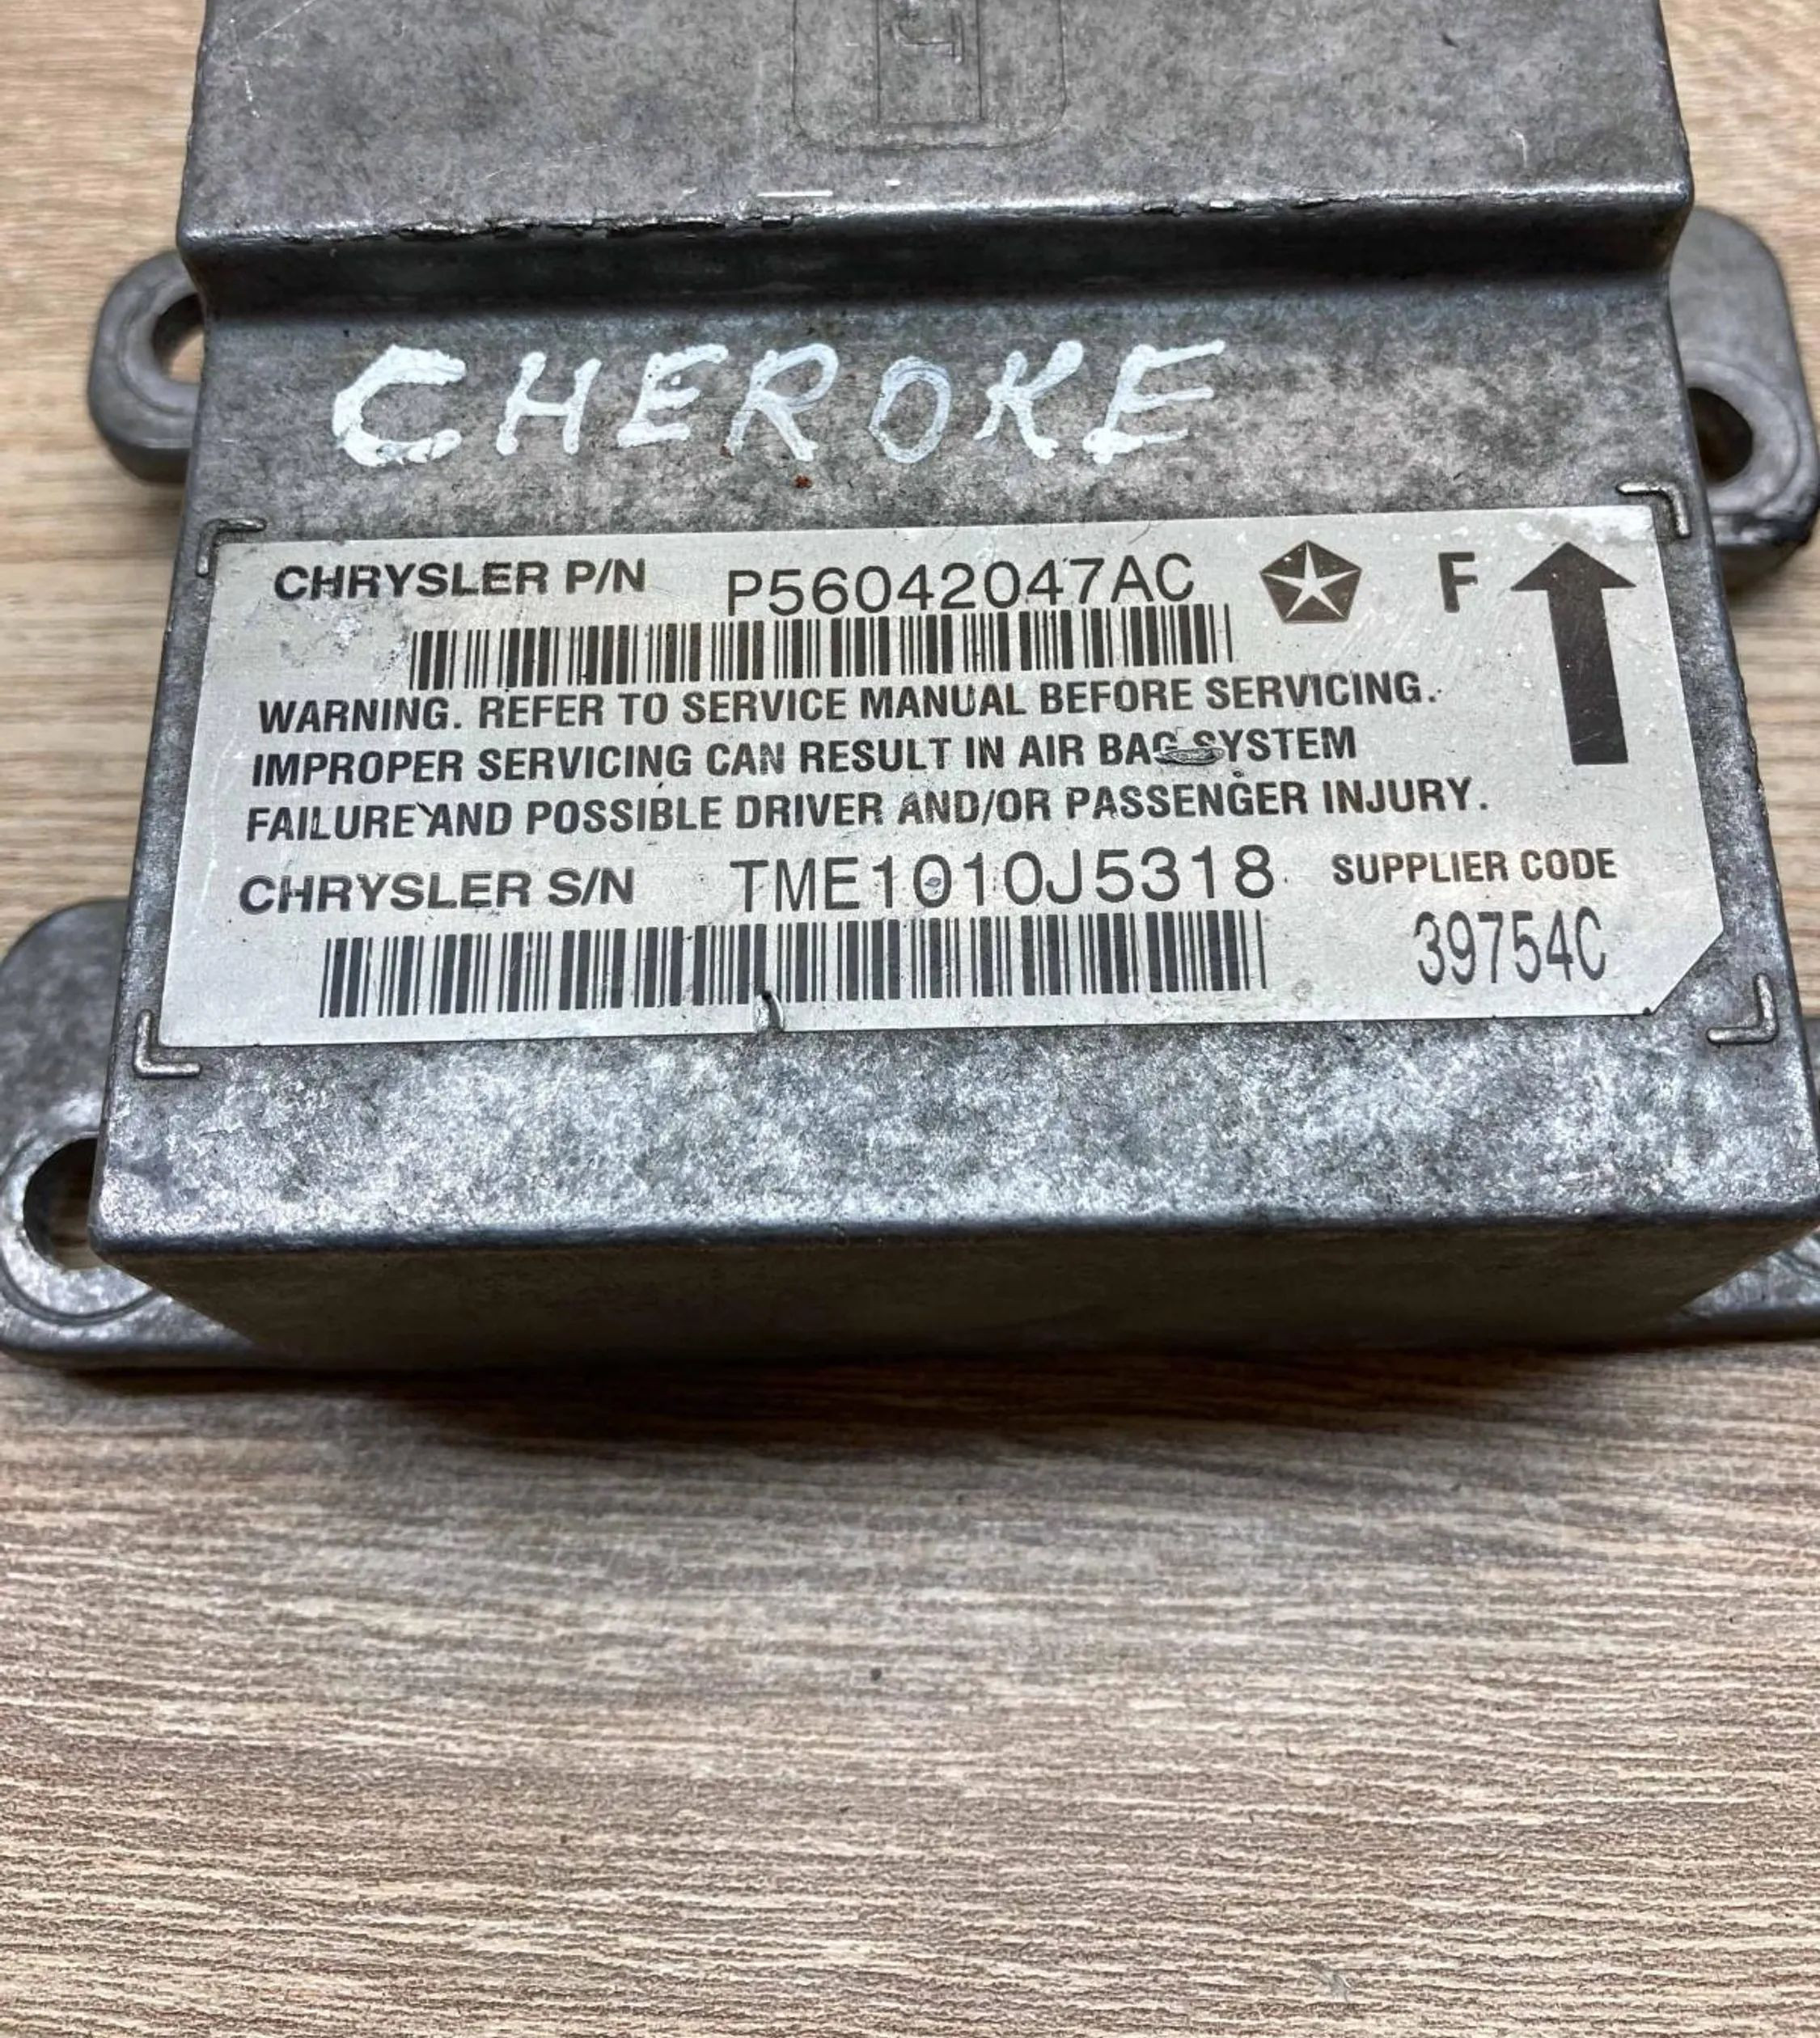 CHEROKE
CHRYSLER P/N P56042047AC F
WARNING. REFER TO SERVICE MANUAL BEFORE SERVICING.
IMPROPER SERVICING CAN RESULT IN AIR BAG SYSTEM
FAILURE AND POSSIBLE DRIVER AND/OR PASSENGER INJURY.
CHRYSLER S/N TME1010J5318 SUPPLIER CODE
39754C